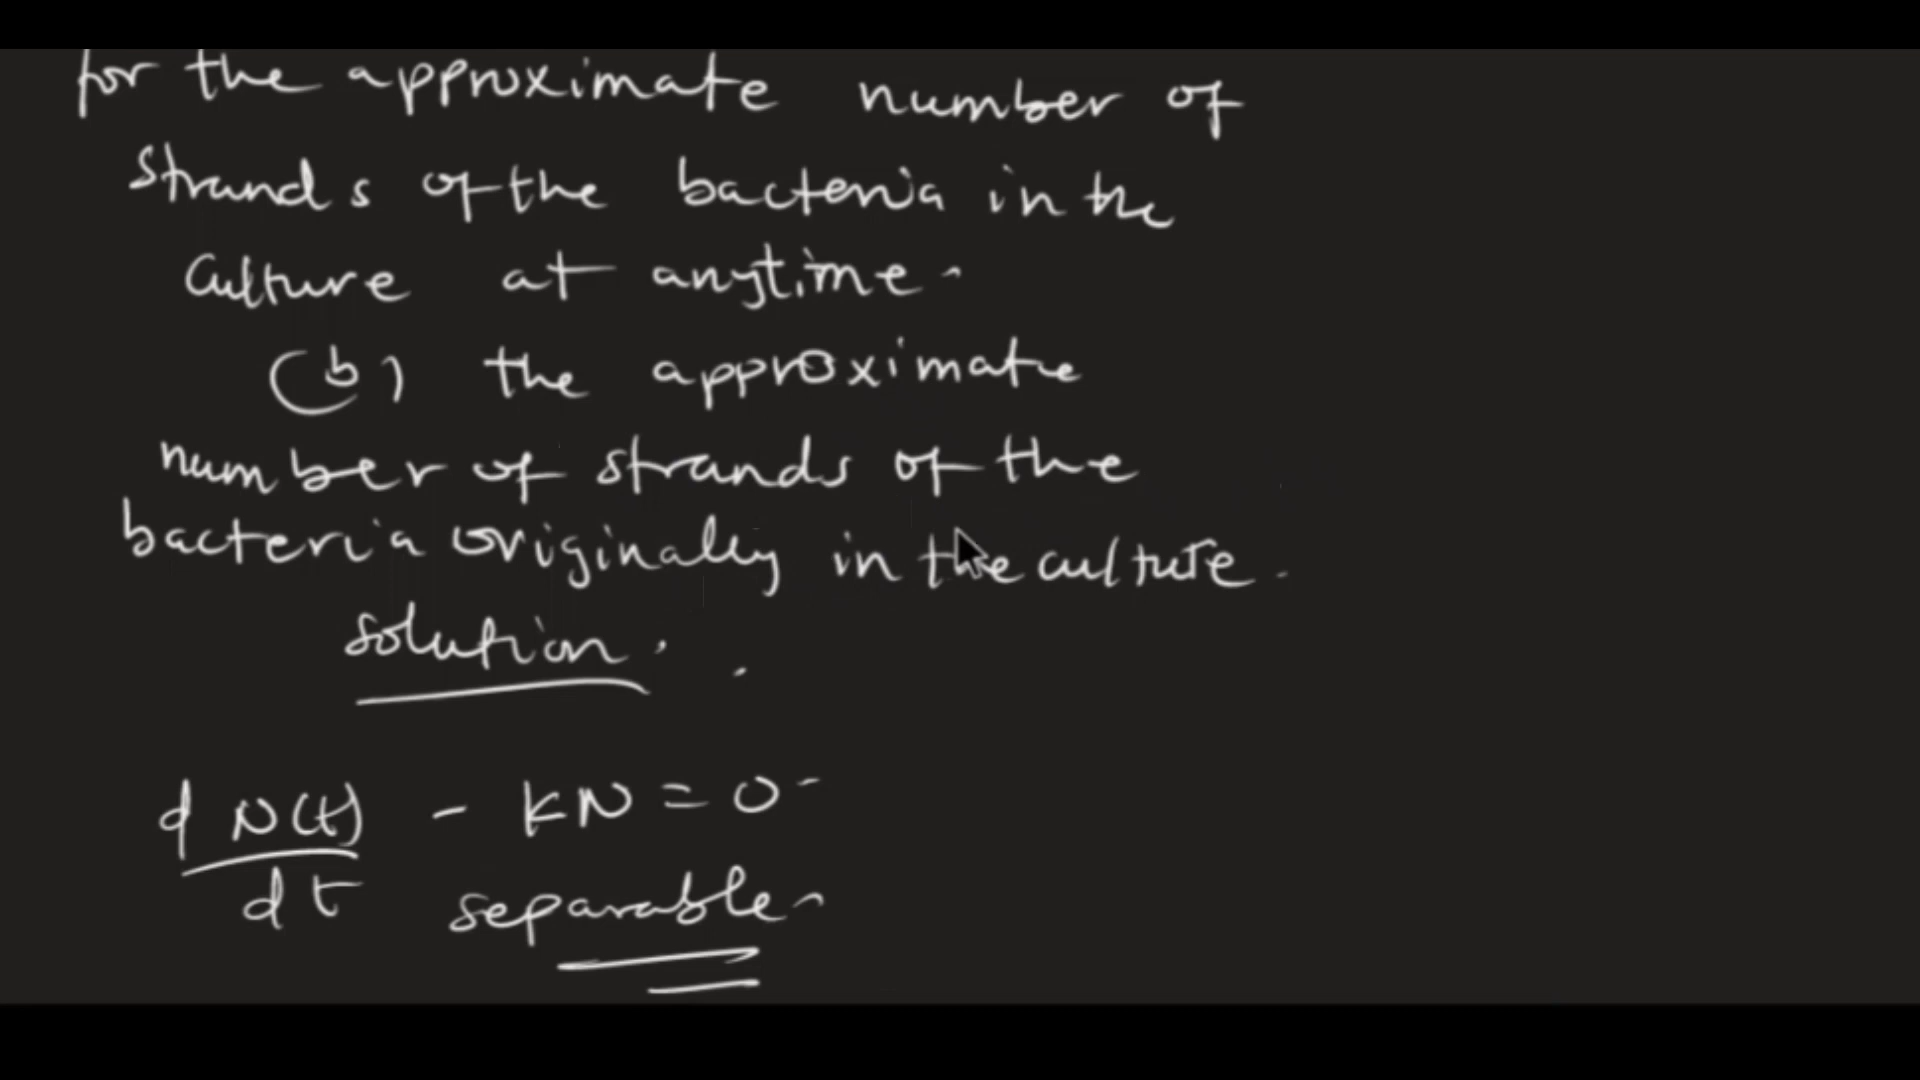 for the approximate number of
strands of the bacteria in the
Culture at anytime.
(b) the approximate
number of strands of the
bacteria originally in the culture.
solution.
d N(t) - KN = 0
dt separable